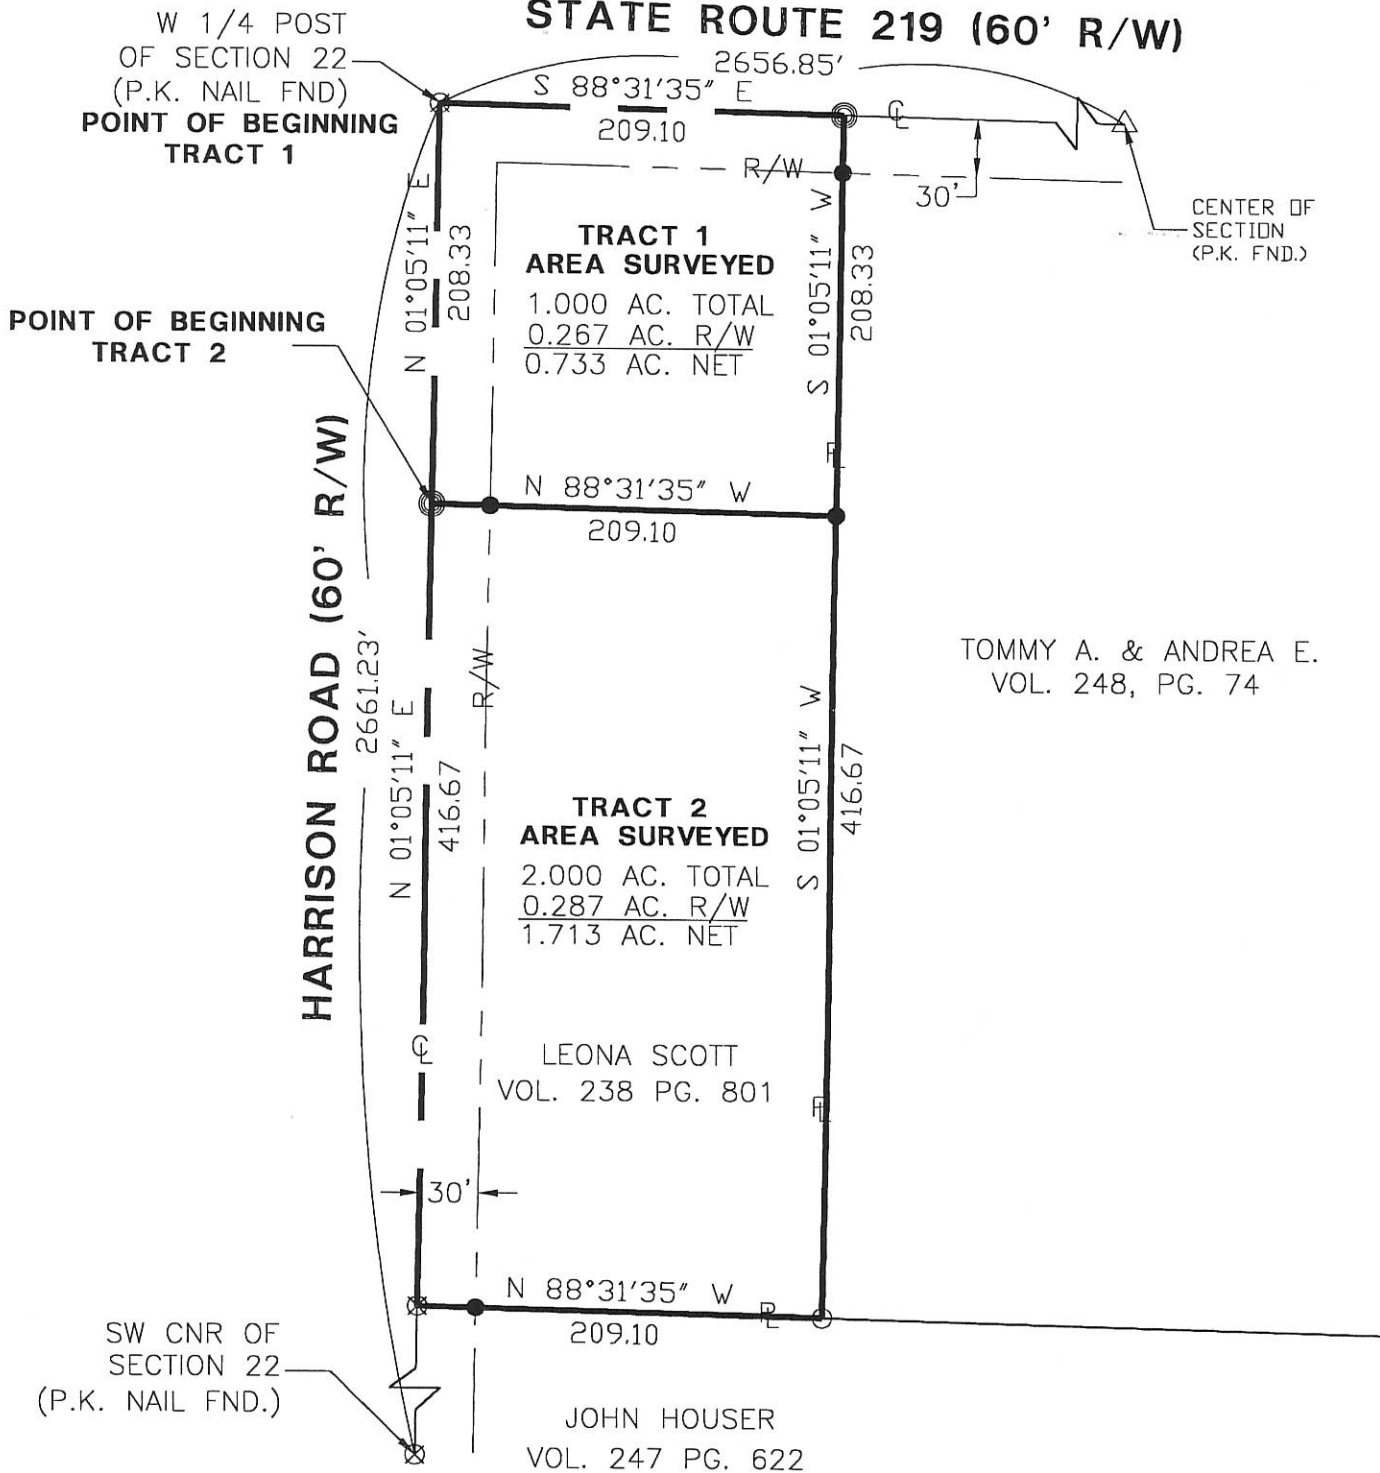 STATE ROUTE 219 (60' R/W)
W 1/4 POST
OF SECTION 22
(P.K. NAIL FND)
POINT OF BEGINNING
TRACT 1
2656.85'
S 88°31'35" E
209.10
℄
R/W
30'
CENTER OF
SECTION
(P.K. FND.)
N 01°05'11" E
208.33
TRACT 1
AREA SURVEYED
1.000 AC. TOTAL
0.267 AC. R/W
0.733 AC. NET
S 01°05'11" W
208.33
POINT OF BEGINNING
TRACT 2
PL
N 88°31'35" W
209.10
HARRISON ROAD (60' R/W)
2661.23'
R/W
TOMMY A. & ANDREA E.
VOL. 248, PG. 74
N 01°05'11" E
416.67
TRACT 2
AREA SURVEYED
2.000 AC. TOTAL
0.287 AC. R/W
1.713 AC. NET
S 01°05'11" W
416.67
℄
LEONA SCOTT
VOL. 238 PG. 801
PL
30'
N 88°31'35" W
PL
209.10
SW CNR OF
SECTION 22
(P.K. NAIL FND.)
JOHN HOUSER
VOL. 247 PG. 622